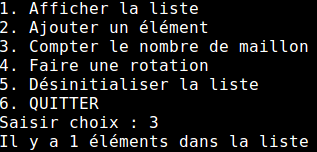 1. Afficher la liste
2. Ajouter un élément
3. Compter le nombre de maillon
4. Faire une rotation
5. Désinitialiser la liste
6. QUITTER
Saisir choix : 3
Il y a 1 éléments dans la liste